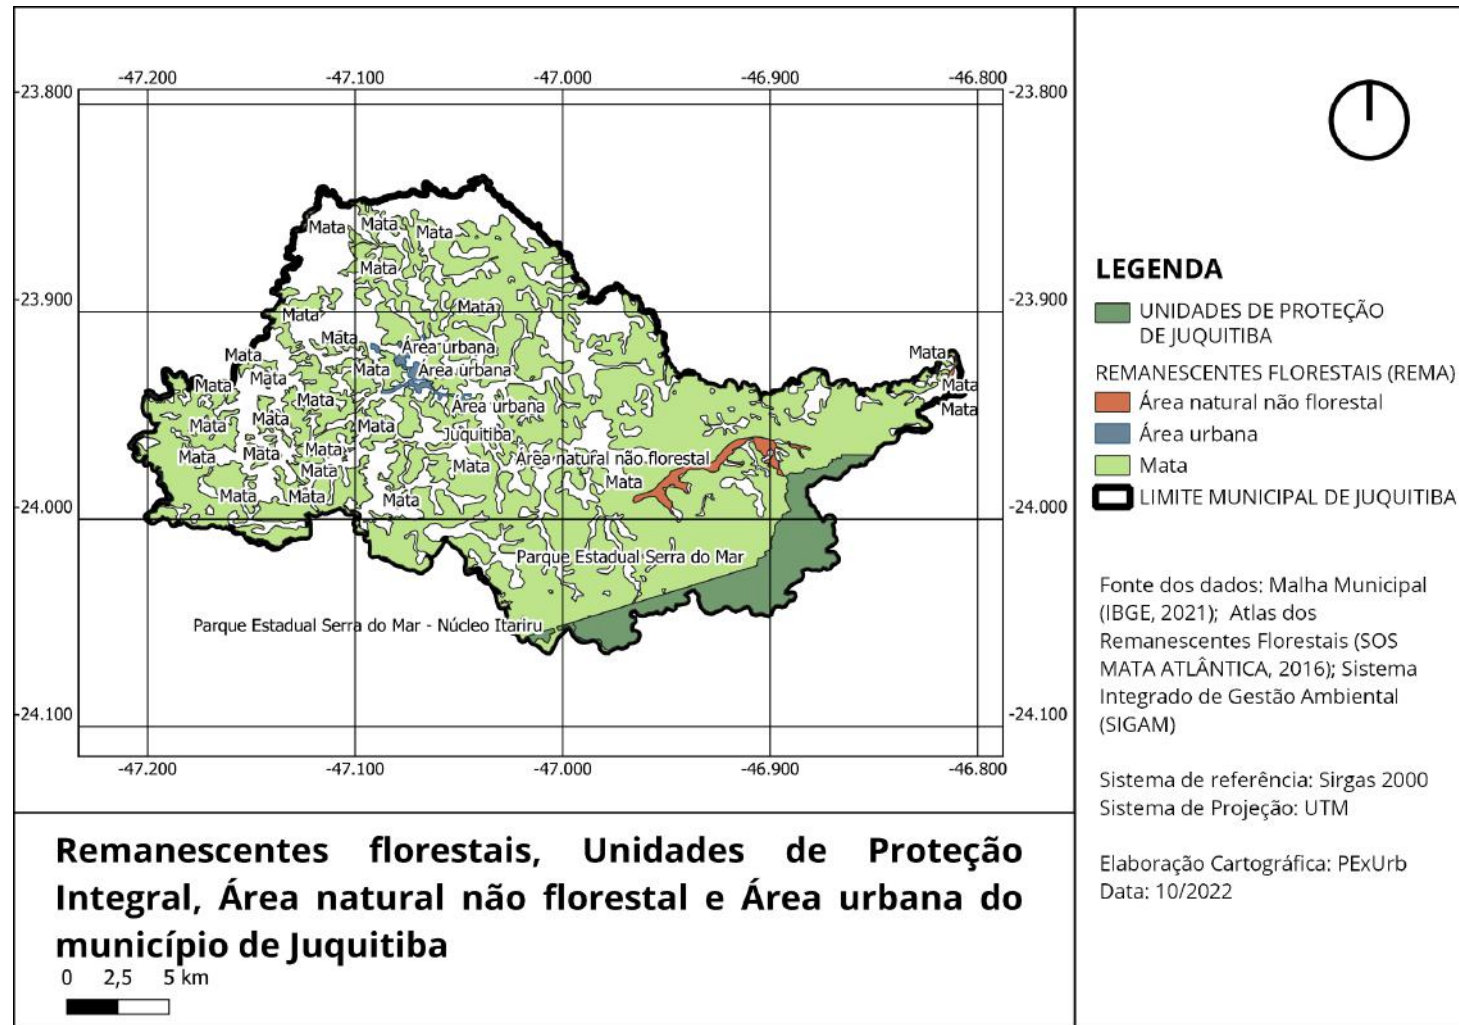 -47.200 -47.100 -47.000 -46.900 -46.800
-23.800 -23.800
Mata Mata Mata
Mata
-23.900 -23.900
Mata
Mata
Mata Área urbana
Mata Mata
Mata Área urbana
Mata Mata
Mata Mata
Mata Área urbana Mata
Mata Mata Juquitiba
Mata Mata Mata Área natural não florestal
Mata Mata Mata
Mata Mata Mata
-24.000 -24.000
Parque Estadual Serra do Mar
Parque Estadual Serra do Mar - Núcleo Itariru
-24.100 -24.100
-47.200 -47.100 -47.000 -46.900 -46.800
Remanescentes florestais, Unidades de Proteção
Integral, Área natural não florestal e Área urbana do
município de Juquitiba
0 2,5 5 km
LEGENDA
UNIDADES DE PROTEÇÃO
DE JUQUITIBA
REMANESCENTES FLORESTAIS (REMA)
Área natural não florestal
Área urbana
Mata
LIMITE MUNICIPAL DE JUQUITIBA
Fonte dos dados: Malha Municipal
(IBGE, 2021); Atlas dos
Remanescentes Florestais (SOS
MATA ATLÂNTICA, 2016); Sistema
Integrado de Gestão Ambiental
(SIGAM)
Sistema de referência: Sirgas 2000
Sistema de Projeção: UTM
Elaboração Cartográfica: PExUrb
Data: 10/2022